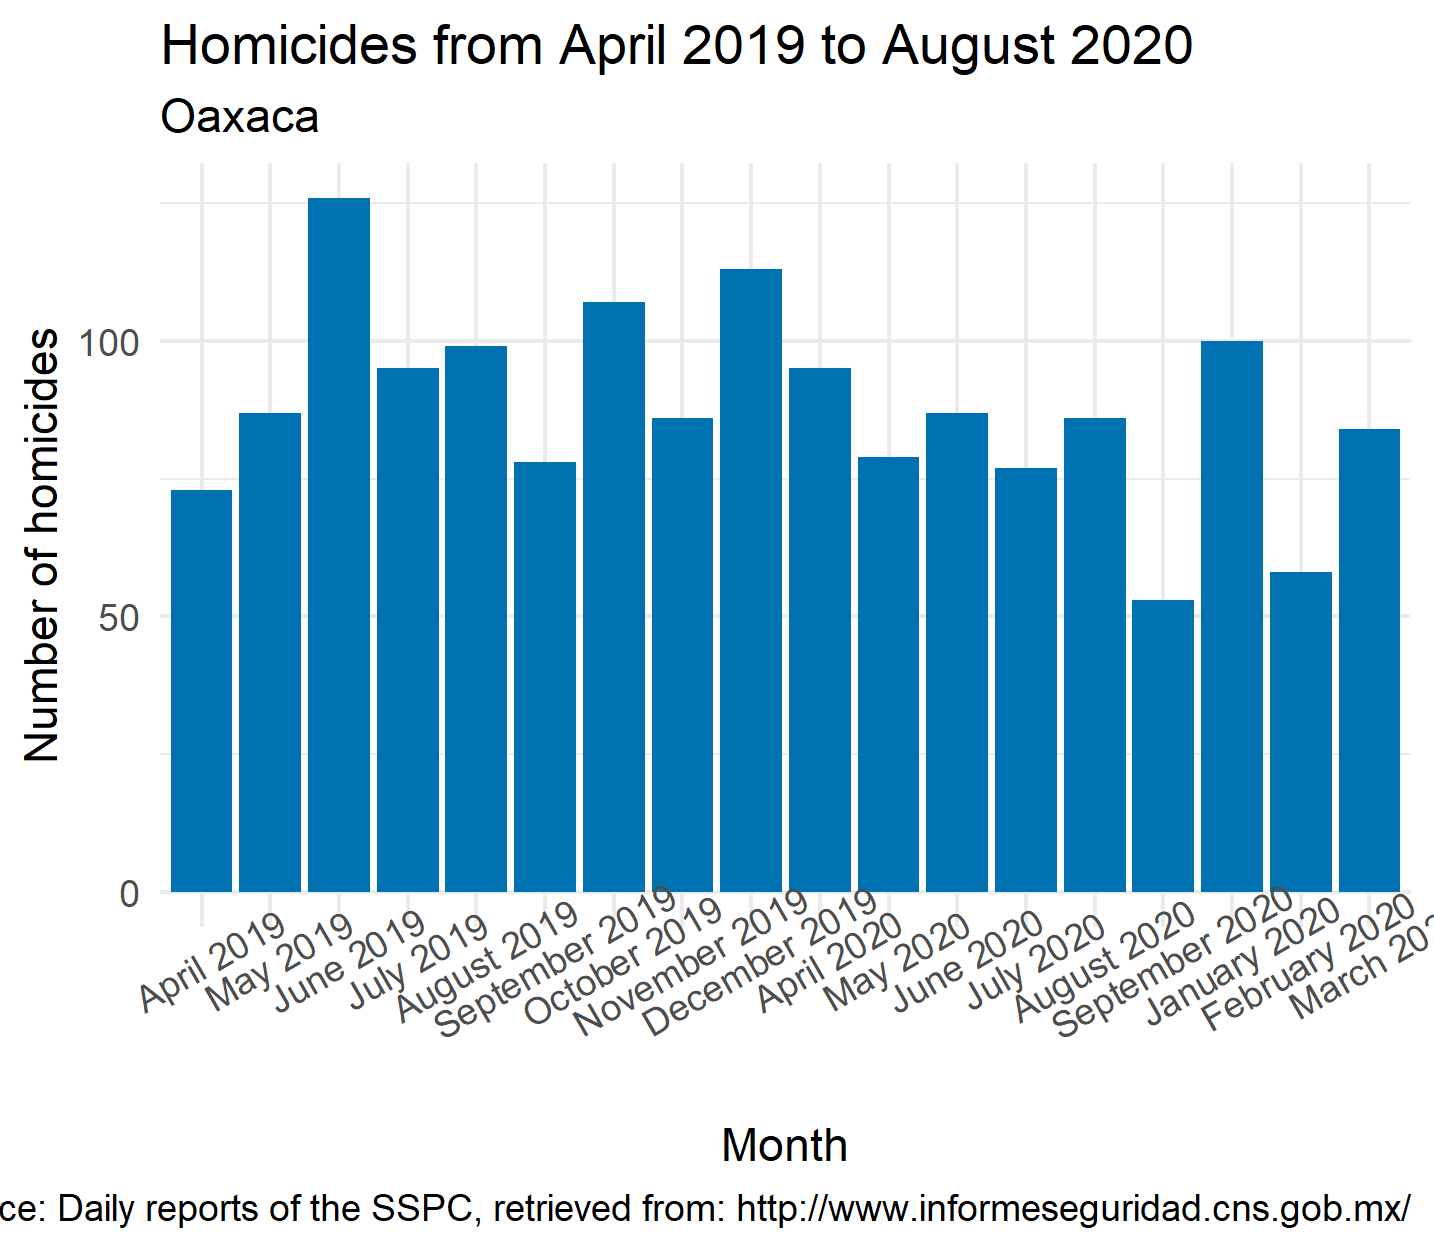 Homicides from April 2019 to August 2020
Oaxaca
Number of homicides
100
50
0
April 2019
May 2019
June 2019
July 2019
August 2019
September 2019
October 2019
November 2019
December 2019
April 2020
May 2020
June 2020
July 2020
August 2020
September 2020
January 2020
February 2020
March 202
Month
ce: Daily reports of the SSPC, retrieved from: http://www.informeseguridad.cns.gob.mx/